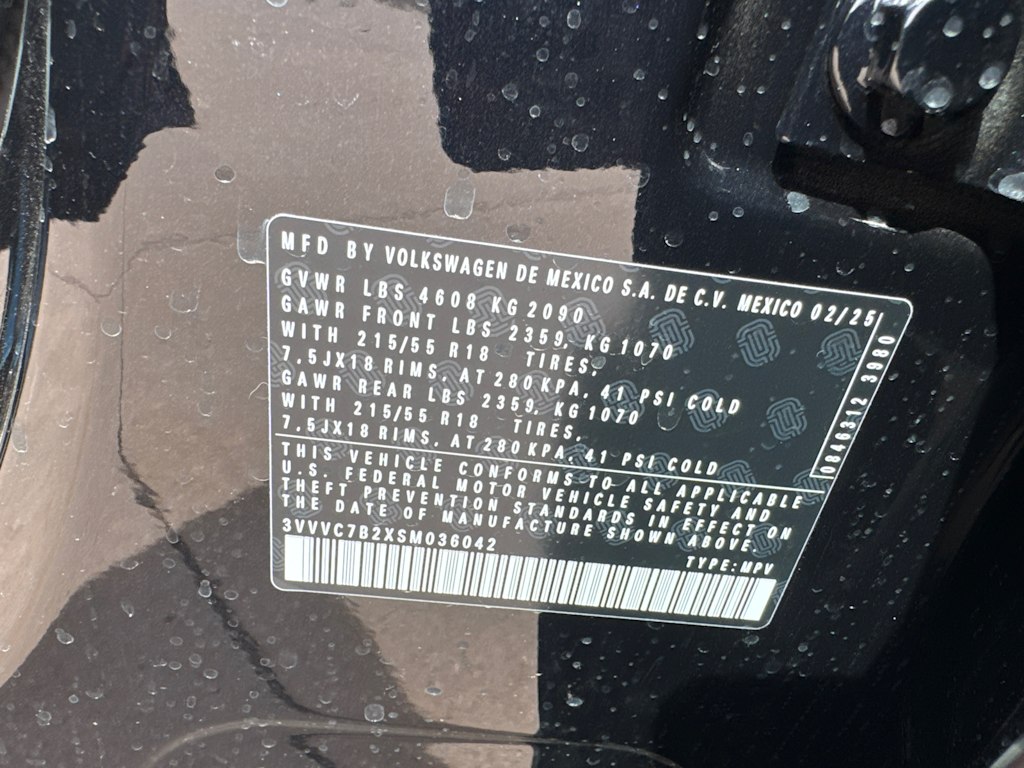 MFD BY VOLKSWAGEN DE MEXICO S.A. DE C.V. MEXICO 02/25
GVWR LBS 4608 KG 2090
GAWR FRONT LBS 2359, KG 1070
WITH 215/55 R18 TIRES,
7.5JX18 RIMS, AT 280 KPA, 41 PSI COLD
GAWR REAR LBS 2359, KG 1070
WITH 215/55 R18 TIRES,
7.5JX18 RIMS, AT 280 KPA, 41 PSI COLD
0846312 3980
THIS VEHICLE CONFORMS TO ALL APPLICABLE
U.S. FEDERAL MOTOR VEHICLE SAFETY AND
THEFT PREVENTION STANDARDS IN EFFECT ON
THE DATE OF MANUFACTURE SHOWN ABOVE.
3VVVC7B2XSM036042
TYPE:MPV